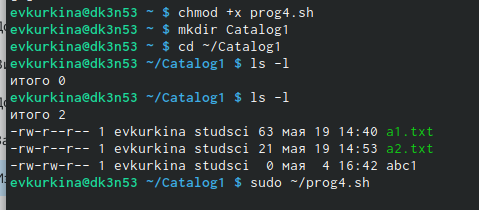 evkurkina@dk3n53 ~ $ chmod +x prog4.sh
evkurkina@dk3n53 ~ $ mkdir Catalog1
evkurkina@dk3n53 ~ $ cd ~/Catalog1
evkurkina@dk3n53 ~/Catalog1 $ ls -l
итого 0
evkurkina@dk3n53 ~/Catalog1 $ ls -l
итого 2
-rw-r--r-- 1 evkurkina studsci 63 мая 19 14:40 a1.txt
-rw-r--r-- 1 evkurkina studsci 21 мая 19 14:53 a2.txt
-rw-rw-r-- 1 evkurkina studsci  0 мая  4 16:42 abc1
evkurkina@dk3n53 ~/Catalog1 $ sudo ~/prog4.sh